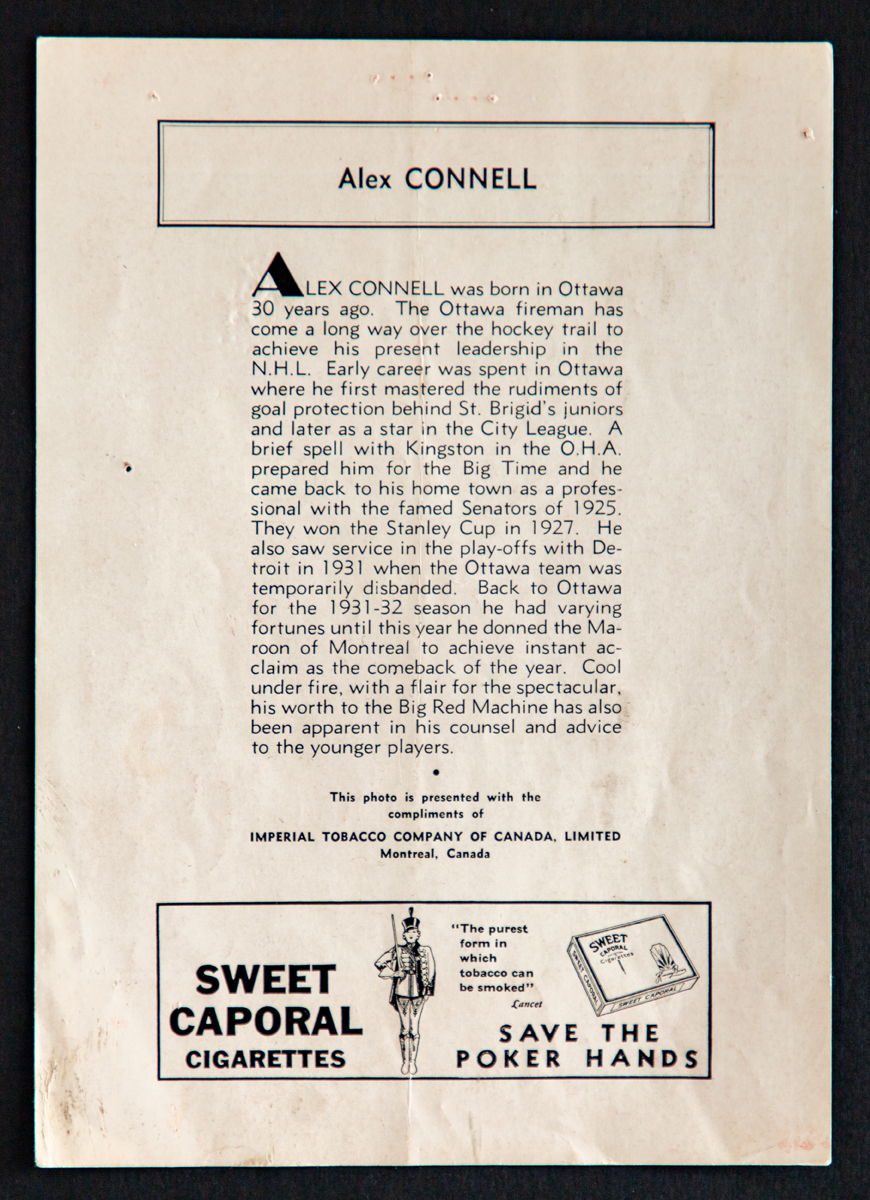 Alex CONNELL
ALEX CONNELL was born in Ottawa
30 years ago. The Ottawa fireman has
come a long way over the hockey trail to
achieve his present leadership in the
N.H.L. Early career was spent in Ottawa
where he first mastered the rudiments of
goal protection behind St. Brigid's juniors
and later as a star in the City League. A
brief spell with Kingston in the O.H.A.
prepared him for the Big Time and he
came back to his home town as a profes-
sional with the famed Senators of 1925.
They won the Stanley Cup in 1927. He
also saw service in the play-offs with De-
troit in 1931 when the Ottawa team was
temporarily disbanded. Back to Ottawa
for the 1931-32 season he had varying
fortunes until this year he donned the Ma-
roon of Montreal to achieve instant ac-
claim as the comeback of the year. Cool
under fire, with a flair for the spectacular,
his worth to the Big Red Machine has also
been apparent in his counsel and advice
to the younger players.
This photo is presented with the
compliments of
IMPERIAL TOBACCO COMPANY OF CANADA, LIMITED
Montreal, Canada
SWEET
CAPORAL
CIGARETTES
"The purest
form in
which
tobacco can
be smoked"
Lancet
SWEET
CAPORAL
Cigarettes
SWEET CAPORAL
SWEET CAPORAL
SAVE THE
POKER HANDS